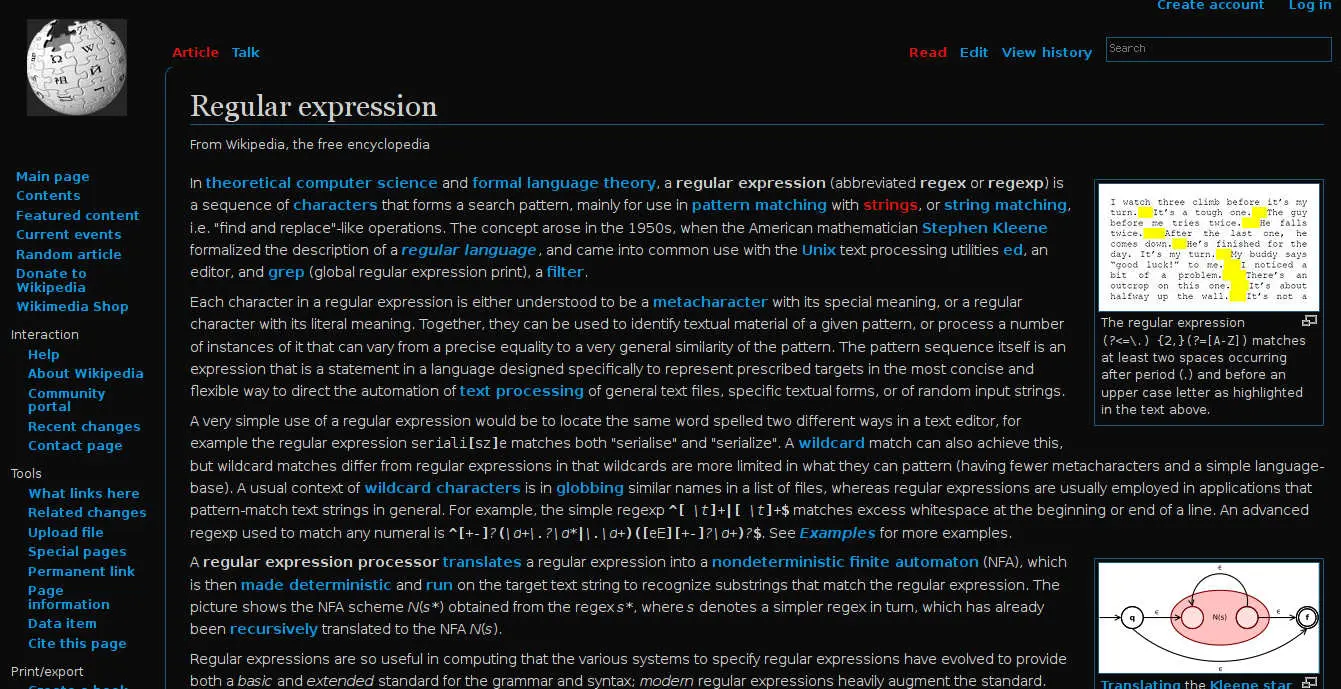 Create account Log in
Article Talk Read Edit View history Search
Regular expression
From Wikipedia, the free encyclopedia
Main page
Contents
Featured content
Current events
Random article
Donate to
Wikipedia
Wikimedia Shop
Interaction
Help
About Wikipedia
Community
portal
Recent changes
Contact page
Tools
What links here
Related changes
Upload file
Special pages
Permanent link
Page
information
Data item
Cite this page
Print/export
In theoretical computer science and formal language theory, a regular expression (abbreviated regex or regexp) is
a sequence of characters that forms a search pattern, mainly for use in pattern matching with strings, or string matching,
i.e. "find and replace"-like operations. The concept arose in the 1950s, when the American mathematician Stephen Kleene
formalized the description of a regular language, and came into common use with the Unix text processing utilities ed, an
editor, and grep (global regular expression print), a filter.
Each character in a regular expression is either understood to be a metacharacter with its special meaning, or a regular
character with its literal meaning. Together, they can be used to identify textual material of a given pattern, or process a number
of instances of it that can vary from a precise equality to a very general similarity of the pattern. The pattern sequence itself is an
expression that is a statement in a language designed specifically to represent prescribed targets in the most concise and
flexible way to direct the automation of text processing of general text files, specific textual forms, or of random input strings.
A very simple use of a regular expression would be to locate the same word spelled two different ways in a text editor, for
example the regular expression seriali[sz]e matches both "serialise" and "serialize". A wildcard match can also achieve this,
but wildcard matches differ from regular expressions in that wildcards are more limited in what they can pattern (having fewer metacharacters and a simple language-
base). A usual context of wildcard characters is in globbing similar names in a list of files, whereas regular expressions are usually employed in applications that
pattern-match text strings in general. For example, the simple regexp ^[ \t]+|[ \t]+$ matches excess whitespace at the beginning or end of a line. An advanced
regexp used to match any numeral is ^[+-]?(\d+\.?\d*|\.\d+)([eE][+-]?\d+)?$. See Examples for more examples.
A regular expression processor translates a regular expression into a nondeterministic finite automaton (NFA), which
is then made deterministic and run on the target text string to recognize substrings that match the regular expression. The
picture shows the NFA scheme N(s*) obtained from the regex s*, where s denotes a simpler regex in turn, which has already
been recursively translated to the NFA N(s).
Regular expressions are so useful in computing that the various systems to specify regular expressions have evolved to provide
both a basic and extended standard for the grammar and syntax; modern regular expressions heavily augment the standard.
I watch three climb before it's my
turn. It's a tough one. The guy
before me tries twice. He falls
twice. After the last one, he
comes down. He's finished for the
day. It's my turn. My buddy says
"good luck!" to me. I noticed a
bit of a problem. There's an
outcrop on this one. It's about
halfway up the wall. It's not a
The regular expression
(?<=\.) {2,}(?=[A-Z]) matches
at least two spaces occurring
after period (.) and before an
upper case letter as highlighted
in the text above.
ε
q ε N(s) ε f
ε
Translating the Kleene star